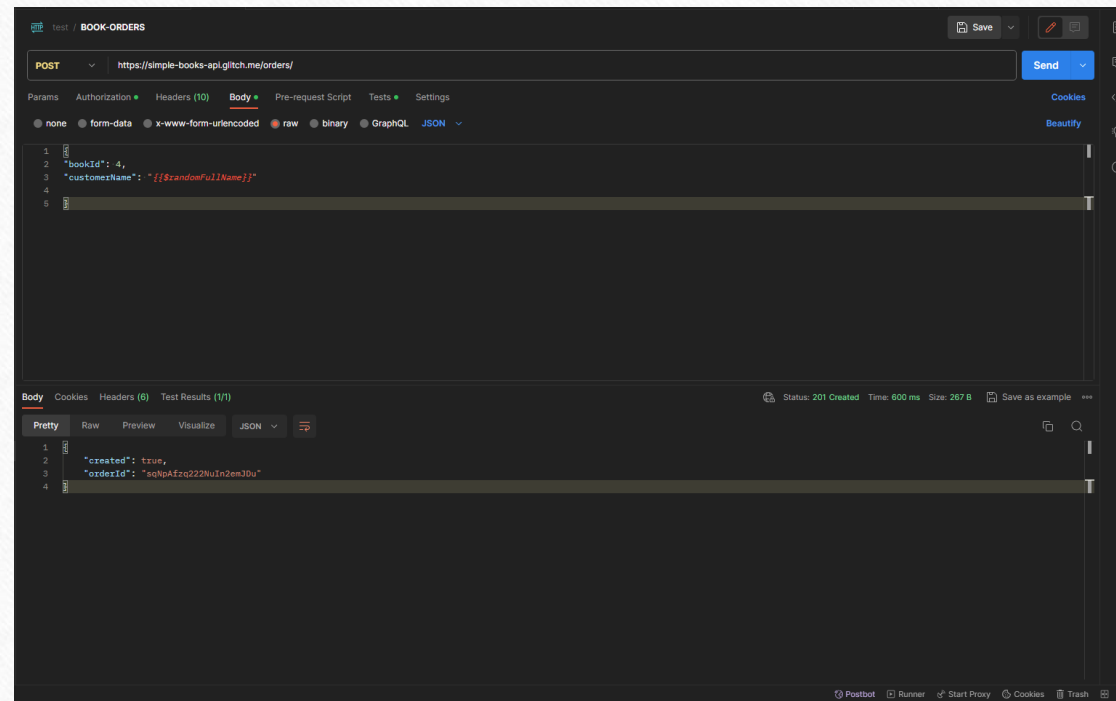 HTTP test / BOOK-ORDERS Save
POST https://simple-books-api.glitch.me/orders/ Send
Params Authorization Headers (10) Body Pre-request Script Tests Settings Cookies
none form-data x-www-form-urlencoded raw binary GraphQL JSON Beautify
1 {
2 "bookId": 4,
3 "customerName": "{{$randomFullName}}"
4
5 }
Body Cookies Headers (6) Test Results (1/1) Status: 201 Created Time: 600 ms Size: 267 B Save as example
Pretty Raw Preview Visualize JSON
1 {
2 "created": true,
3 "orderId": "sqNpAfzq222NuIn2emJDu"
4 }
Postbot Runner Start Proxy Cookies Trash